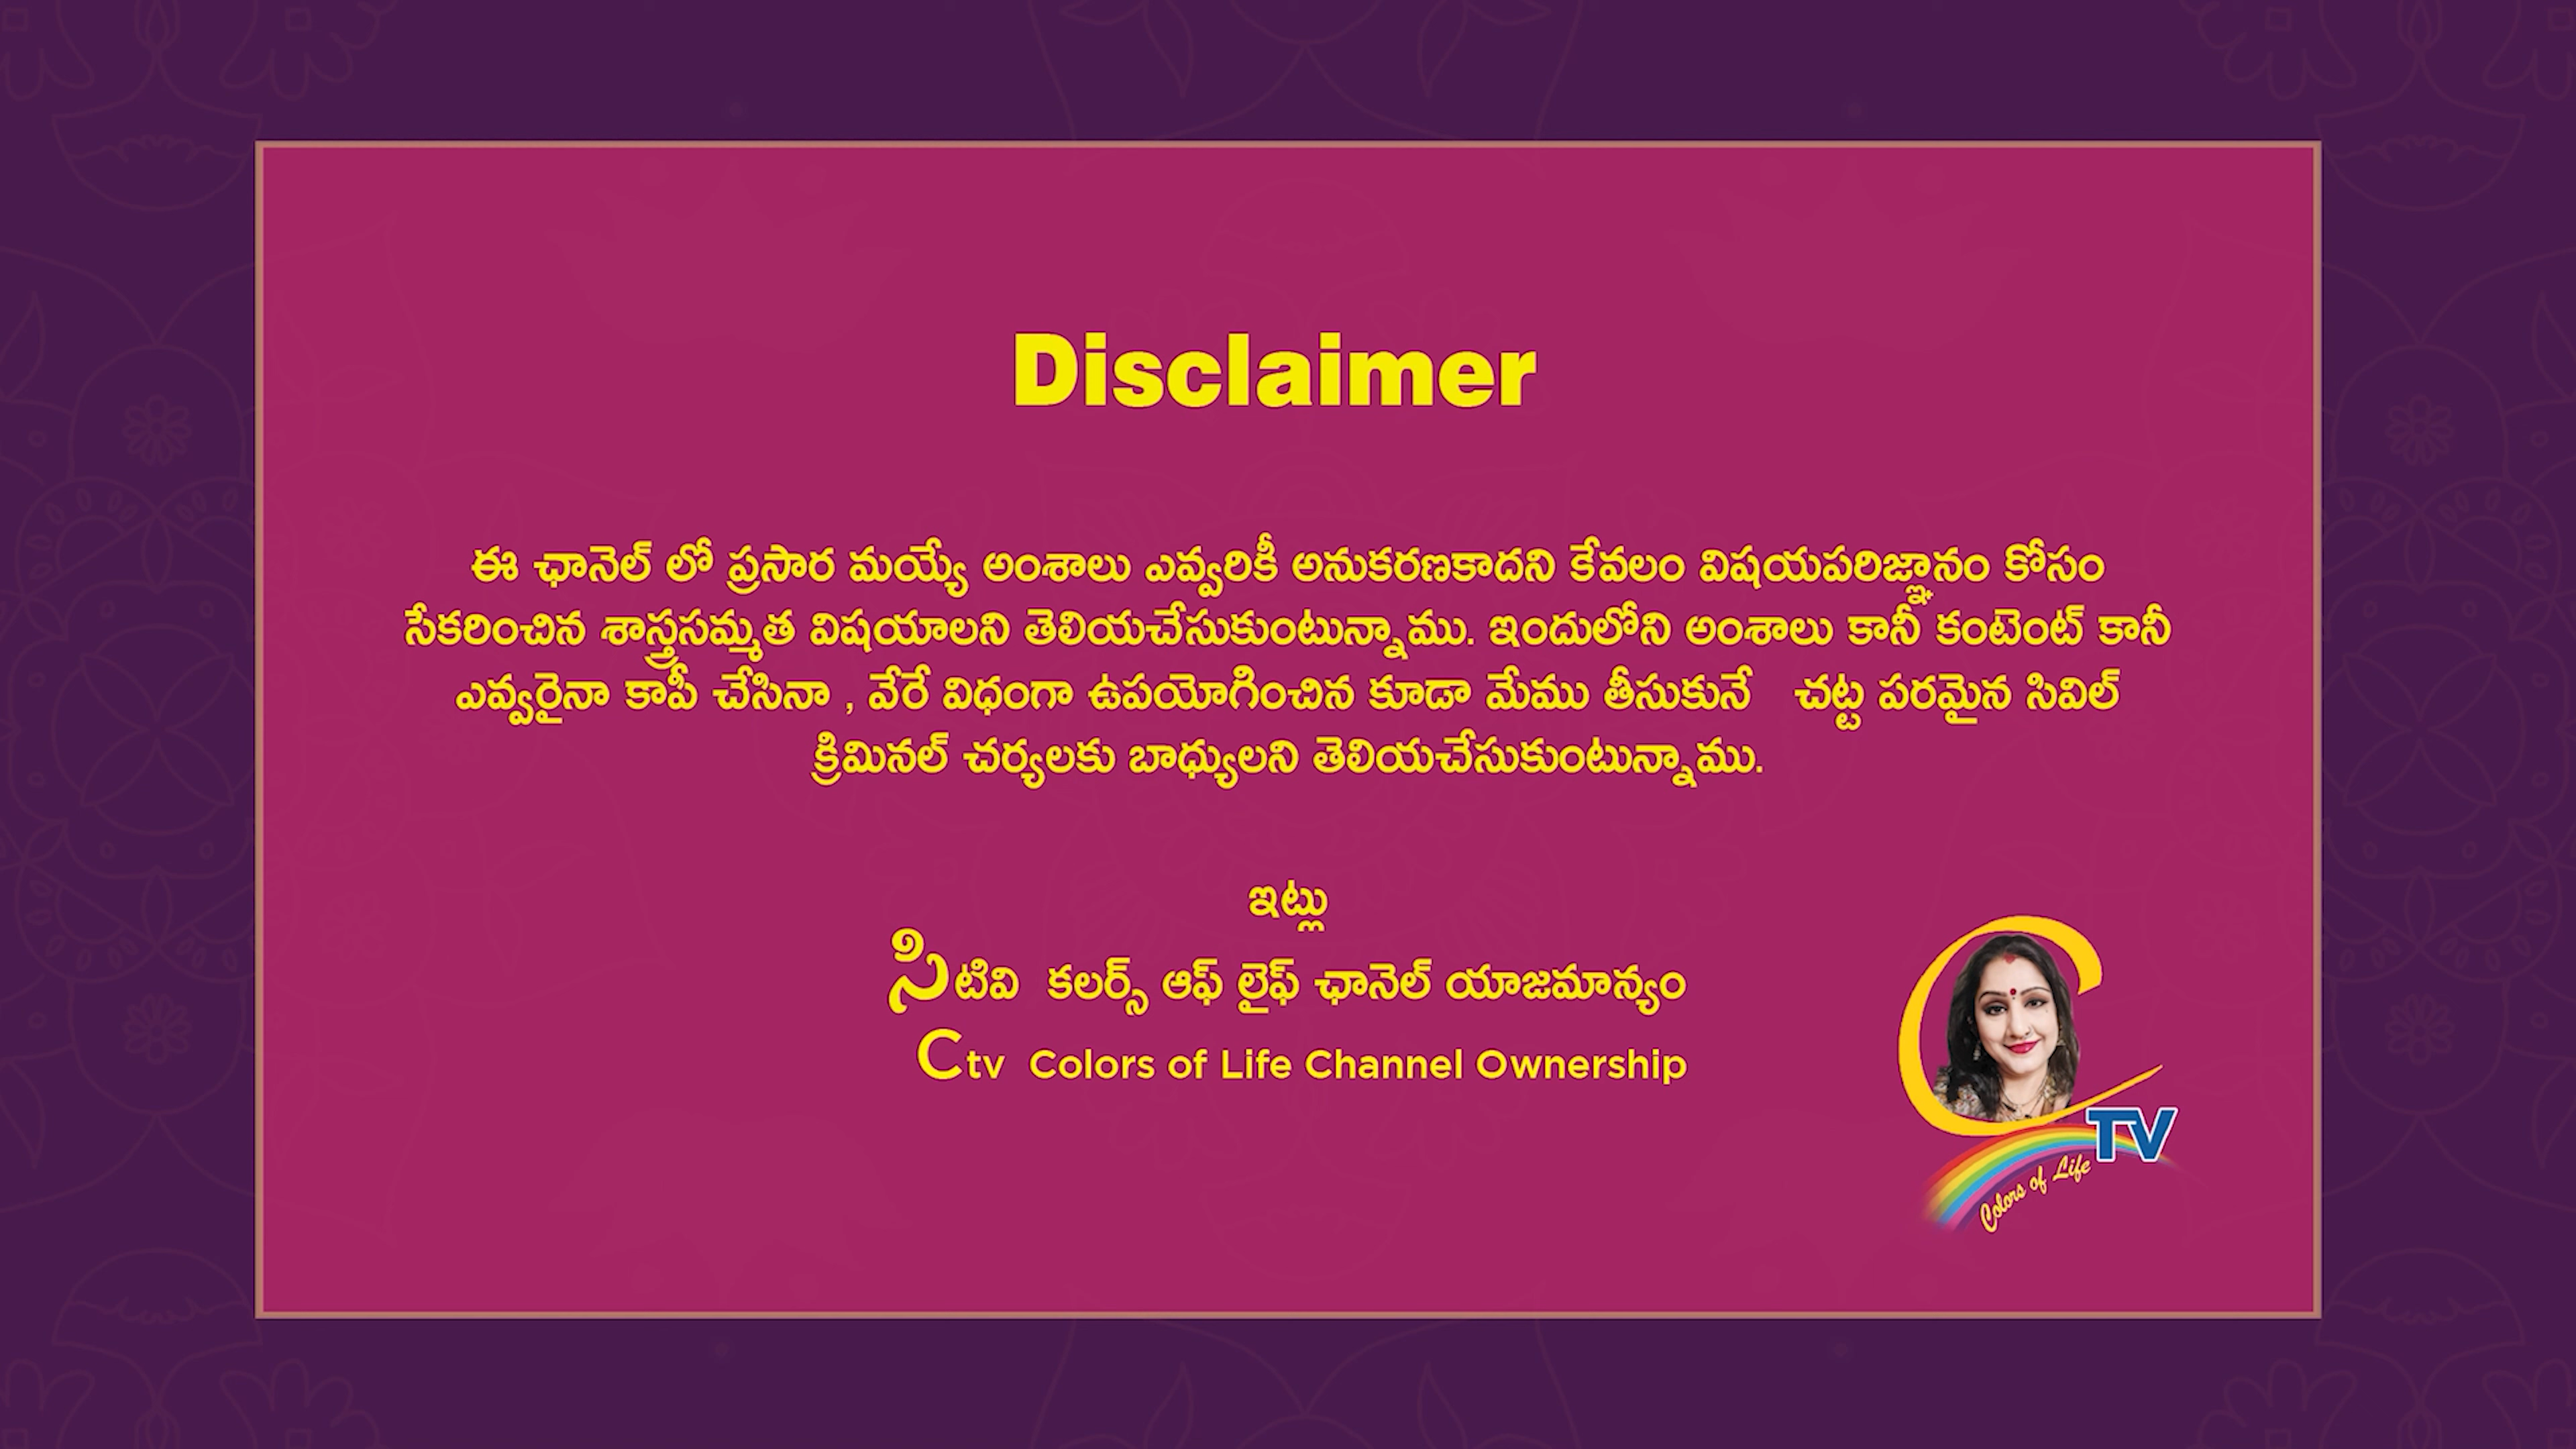 Disclaimer
ఈ ఛానెల్ లో ప్రసార మయ్యే అంశాలు ఎవ్వరికీ అనుకరణకాదని కేవలం విషయపరిజ్ఞానం కోసం
సేకరించిన శాస్త్రసమ్మత విషయాలని తెలియచేసుకుంటున్నాము. ఇందులోని అంశాలు కానీ కంటెంట్ కానీ
ఎవ్వరైనా కాపీ చేసినా , వేరే విధంగా ఉపయోగించిన కూడా మేము తీసుకునే చట్ట పరమైన సివిల్
క్రిమినల్ చర్యలకు బాధ్యులని తెలియచేసుకుంటున్నాము.
ఇట్లు
సిటివి కలర్స్ ఆఫ్ లైఫ్ ఛానెల్ యాజమాన్యం
Ctv Colors of Life Channel Ownership
C TV
Colors of Life